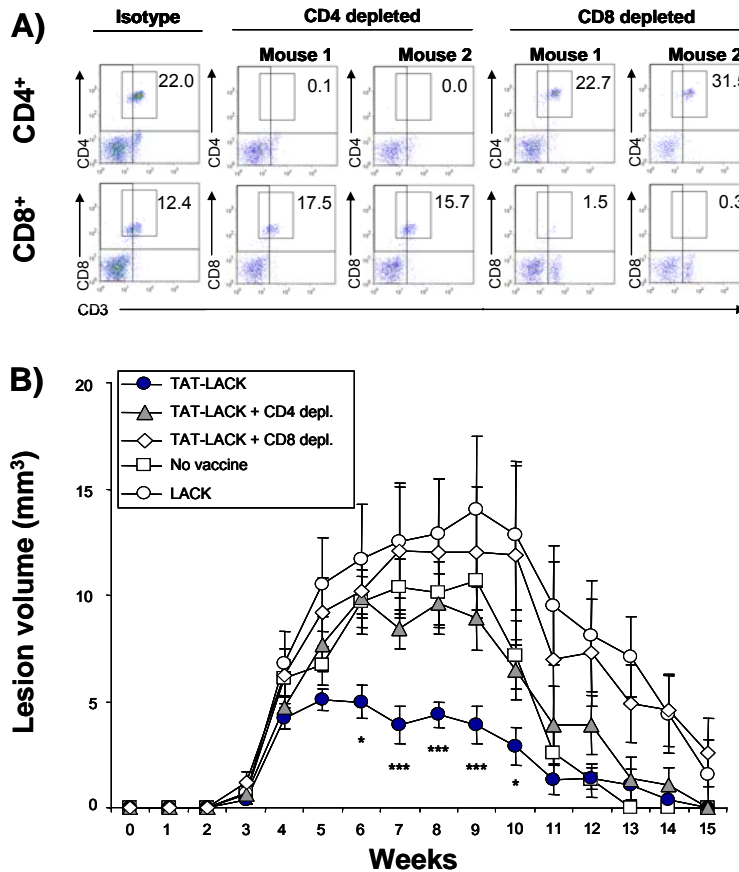 A)
Isotype CD4 depleted CD8 depleted
Mouse 1 Mouse 2 Mouse 1 Mouse 2
CD4+
CD4 22.0 CD4 0.1 CD4 0.0 CD4 22.7 CD4 31.5
CD8+
CD8 12.4 CD8 17.5 CD8 15.7 CD8 1.5 CD8 0.3
CD3
B)
TAT-LACK
TAT-LACK + CD4 depl.
TAT-LACK + CD8 depl.
No vaccine
LACK
Lesion volume (mm3)
20
15
10
5
0
* *** *** *** *
0 1 2 3 4 5 6 7 8 9 10 11 12 13 14 15
Weeks